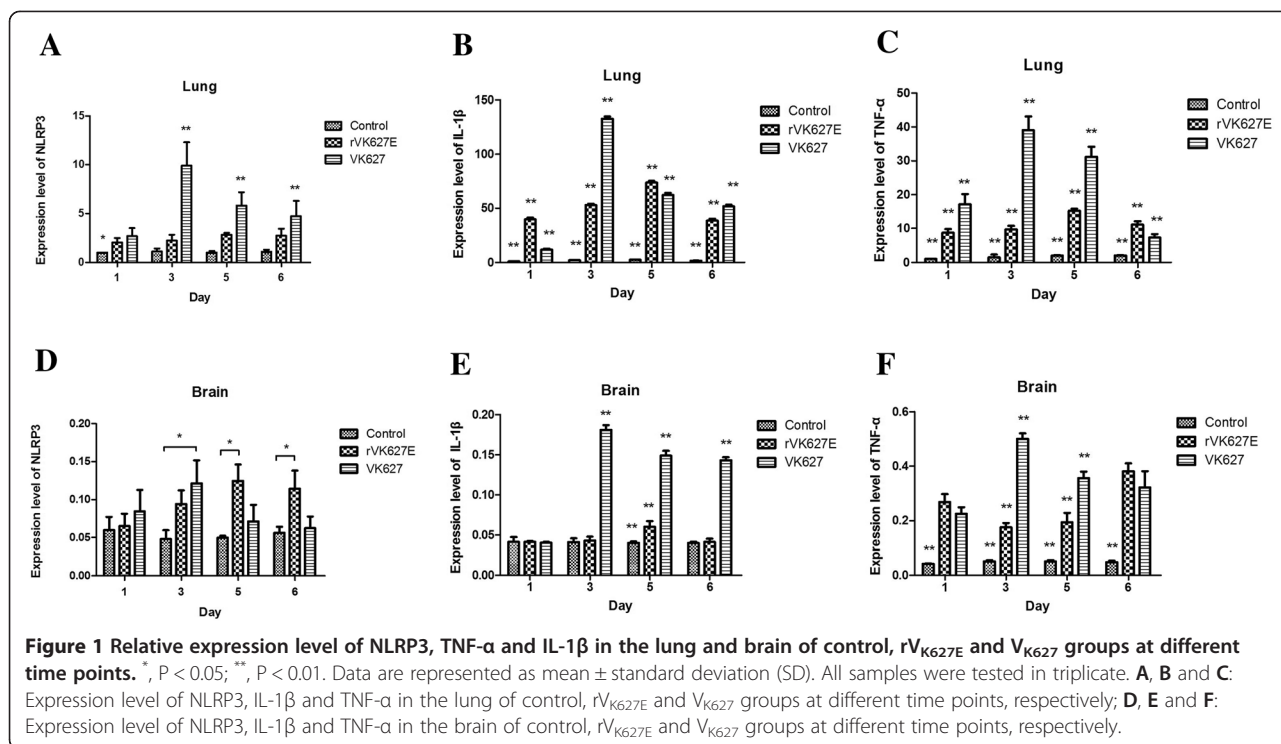 A
Lung
Expression level of NLRP3
15
10
5
0
1 3 5 6
Day
* ** ** **
Control
rVK627E
VK627
B
Lung
Expression level of IL-1β
150
100
50
0
1 3 5 6
Day
** ** ** ** ** ** ** ** ** ** ** **
Control
rVK627E
VK627
C
Lung
Expression level of TNF-α
50
40
30
20
10
0
1 3 5 6
Day
** ** ** ** ** ** ** ** ** ** ** **
Control
rVK627E
VK627
D
Brain
Expression level of NLRP3
0.20
0.15
0.10
0.05
0.00
1 3 5 6
Day
* * *
Control
rVK627E
VK627
E
Brain
Expression level of IL-1β
0.20
0.15
0.10
0.05
0.00
1 3 5 6
Day
** ** ** ** **
Control
rVK627E
VK627
F
Brain
Expression level of TNF-α
0.6
0.4
0.2
0.0
1 3 5 6
Day
** ** ** ** ** ** ** **
Control
rVK627E
VK627
Figure 1 Relative expression level of NLRP3, TNF-α and IL-1β in the lung and brain of control, rVK627E and VK627 groups at different
time points. *, P < 0.05; **, P < 0.01. Data are represented as mean ± standard deviation (SD). All samples were tested in triplicate. A, B and C:
Expression level of NLRP3, IL-1β and TNF-α in the lung of control, rVK627E and VK627 groups at different time points, respectively; D, E and F:
Expression level of NLRP3, IL-1β and TNF-α in the brain of control, rVK627E and VK627 groups at different time points, respectively.